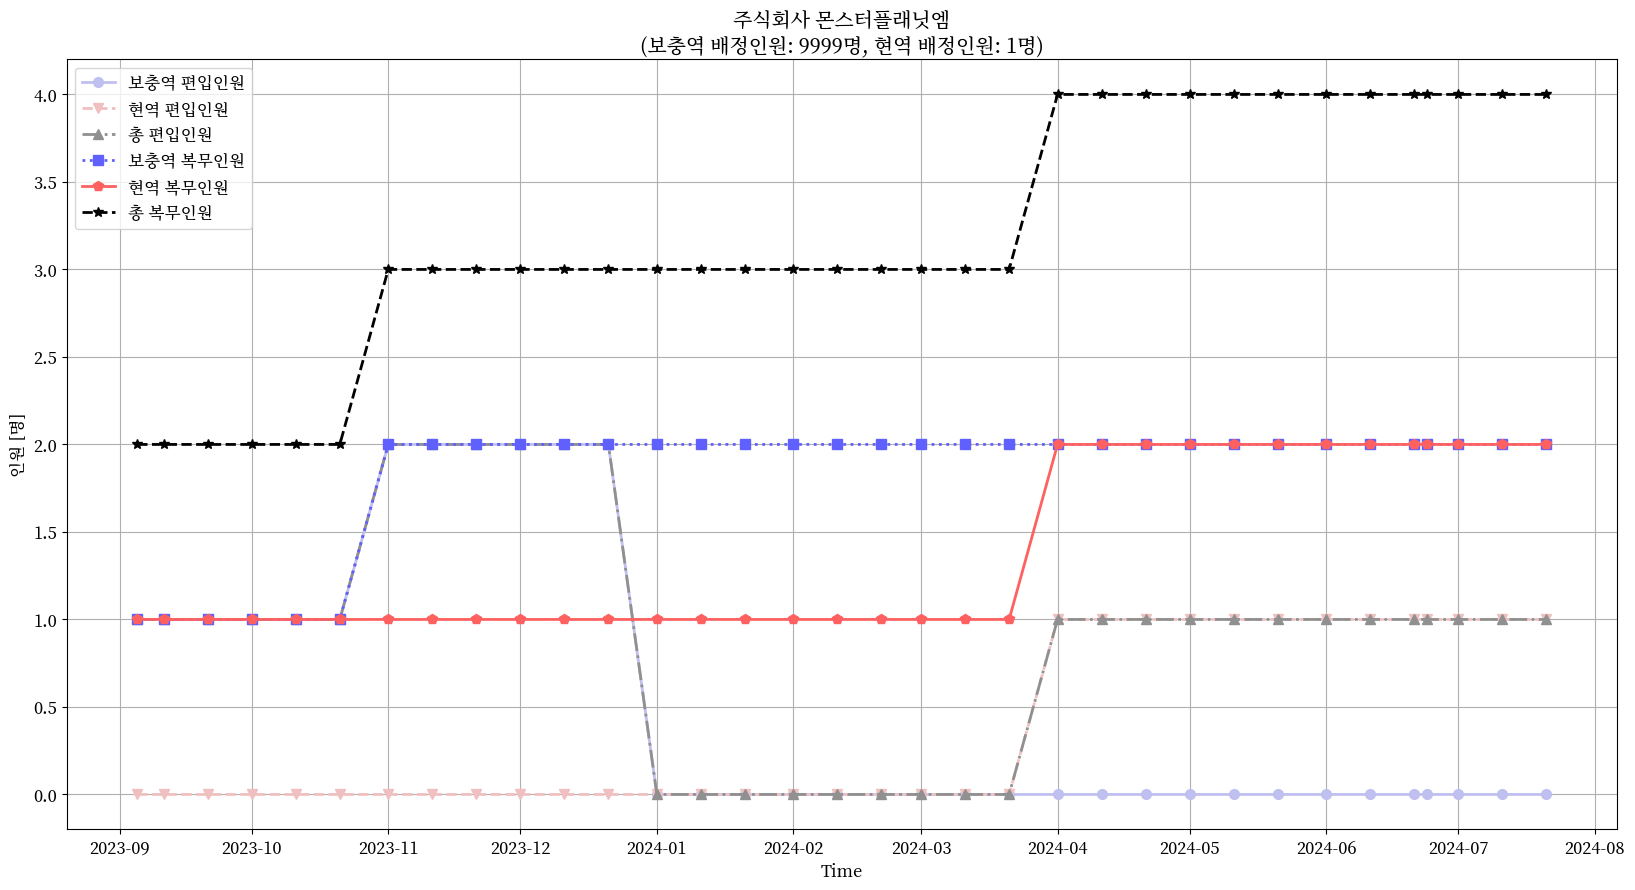 주식회사 몬스터플래닛엠
(보충역 배정인원: 9999명, 현역 배정인원: 1명)
보충역 편입인원
현역 편입인원
총 편입인원
보충역 복무인원
현역 복무인원
총 복무인원
인원 [명]
4.0
3.5
3.0
2.5
2.0
1.5
1.0
0.5
0.0
2023-09 2023-10 2023-11 2023-12 2024-01 2024-02 2024-03 2024-04 2024-05 2024-06 2024-07 2024-08
Time